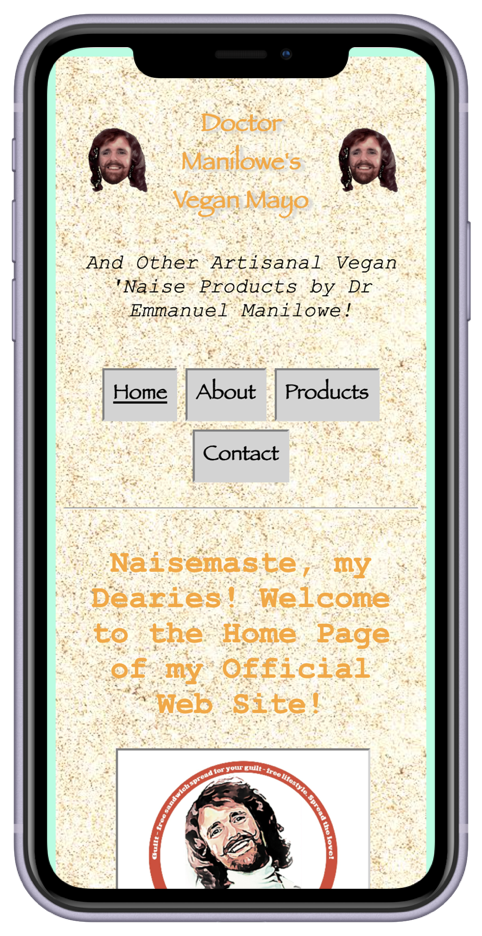 Doctor
Manilowe's
Vegan Mayo
And Other Artisanal Vegan
'Naise Products by Dr
Emmanuel Manilowe!
Home
About
Products
Contact
Naisemaste, my
Dearies! Welcome
to the Home Page
of my Official
Web Site!
Guilt - free sandwich spread for your guilt - free lifestyle. Spread the love!